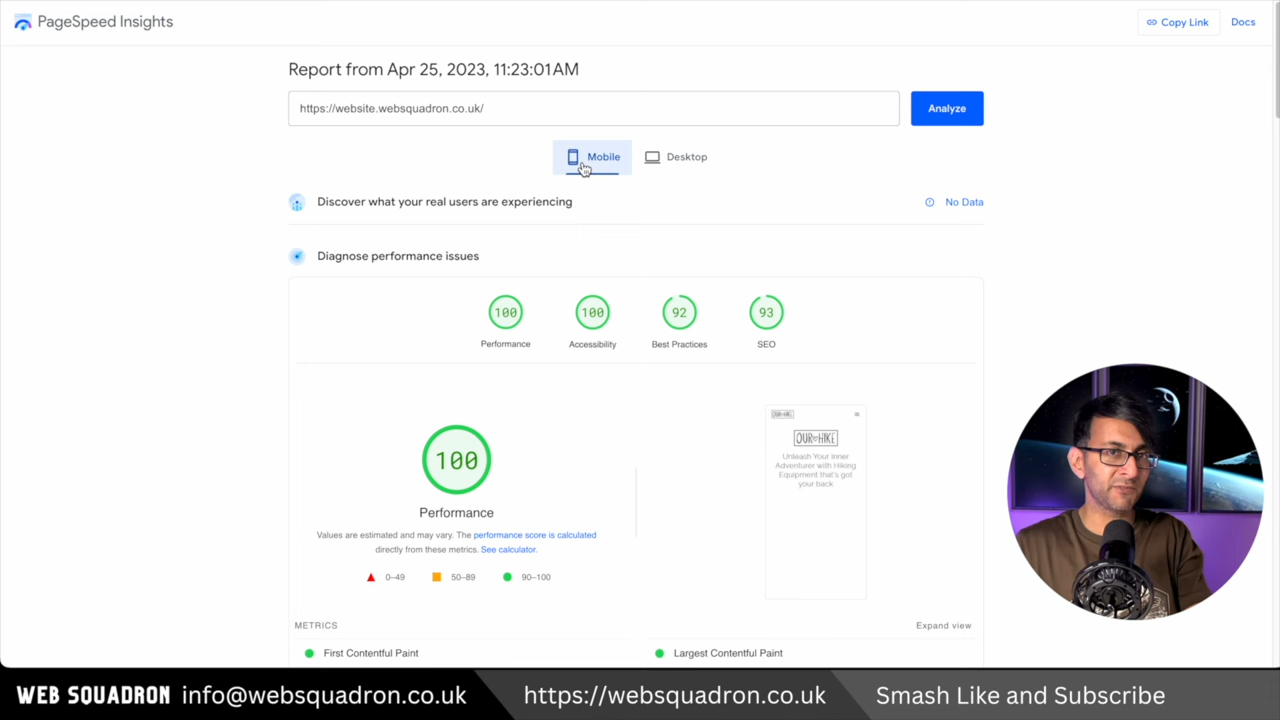 PageSpeed Insights
Copy Link
Docs
Report from Apr 25, 2023, 11:23:01AM
https://website.websquadron.co.uk/
Analyze
Mobile
Desktop
Discover what your real users are experiencing
No Data
Diagnose performance issues
100
100
92
93
Performance
Accessibility
Best Practices
SEO
OUR HIKE
OUR HIKE
Unleash Your Inner
Adventurer with Hiking
Equipment that's got
your back
100
Performance
Values are estimated and may vary. The performance score is calculated
directly from these metrics. See calculator.
0–49
50–89
90–100
METRICS
Expand view
First Contentful Paint
Largest Contentful Paint
WEB SQUADRON info@websquadron.co.uk
https://websquadron.co.uk
Smash Like and Subscribe